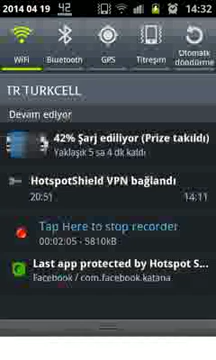 2014 04 19 42 14:32
WiFi Bluetooth GPS Titreşim Otomatik döndürme
TR TURKCELL
Devam ediyor
42% Şarj ediliyor (Prize takıldı)
Yaklaşık 5 sa 4 dk kaldı
HotspotShield VPN bağlandı
20:51 14:11
Tap Here to stop recorder
00:02:05 - 5810kB
Last app protected by Hotspot S...
Facebook / com.facebook.katana